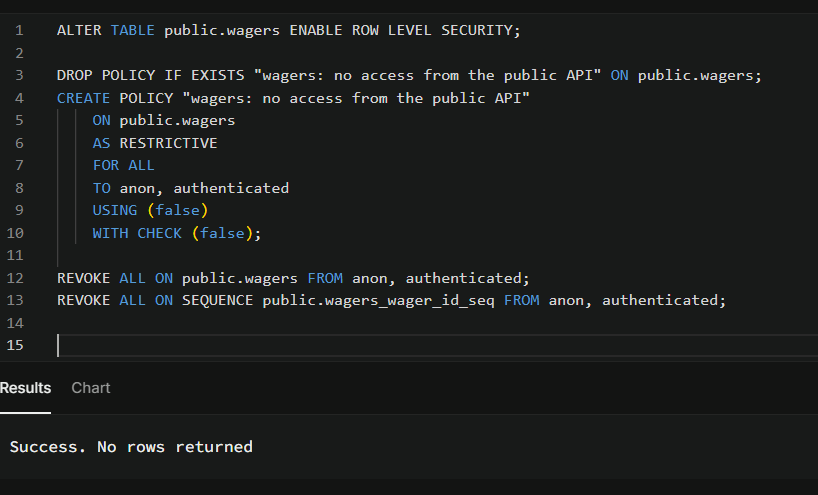 1 ALTER TABLE public.wagers ENABLE ROW LEVEL SECURITY;
2
3 DROP POLICY IF EXISTS "wagers: no access from the public API" ON public.wagers;
4 CREATE POLICY "wagers: no access from the public API"
5     ON public.wagers
6     AS RESTRICTIVE
7     FOR ALL
8     TO anon, authenticated
9     USING (false)
10     WITH CHECK (false);
11
12 REVOKE ALL ON public.wagers FROM anon, authenticated;
13 REVOKE ALL ON SEQUENCE public.wagers_wager_id_seq FROM anon, authenticated;
14
15
Results Chart
Success. No rows returned